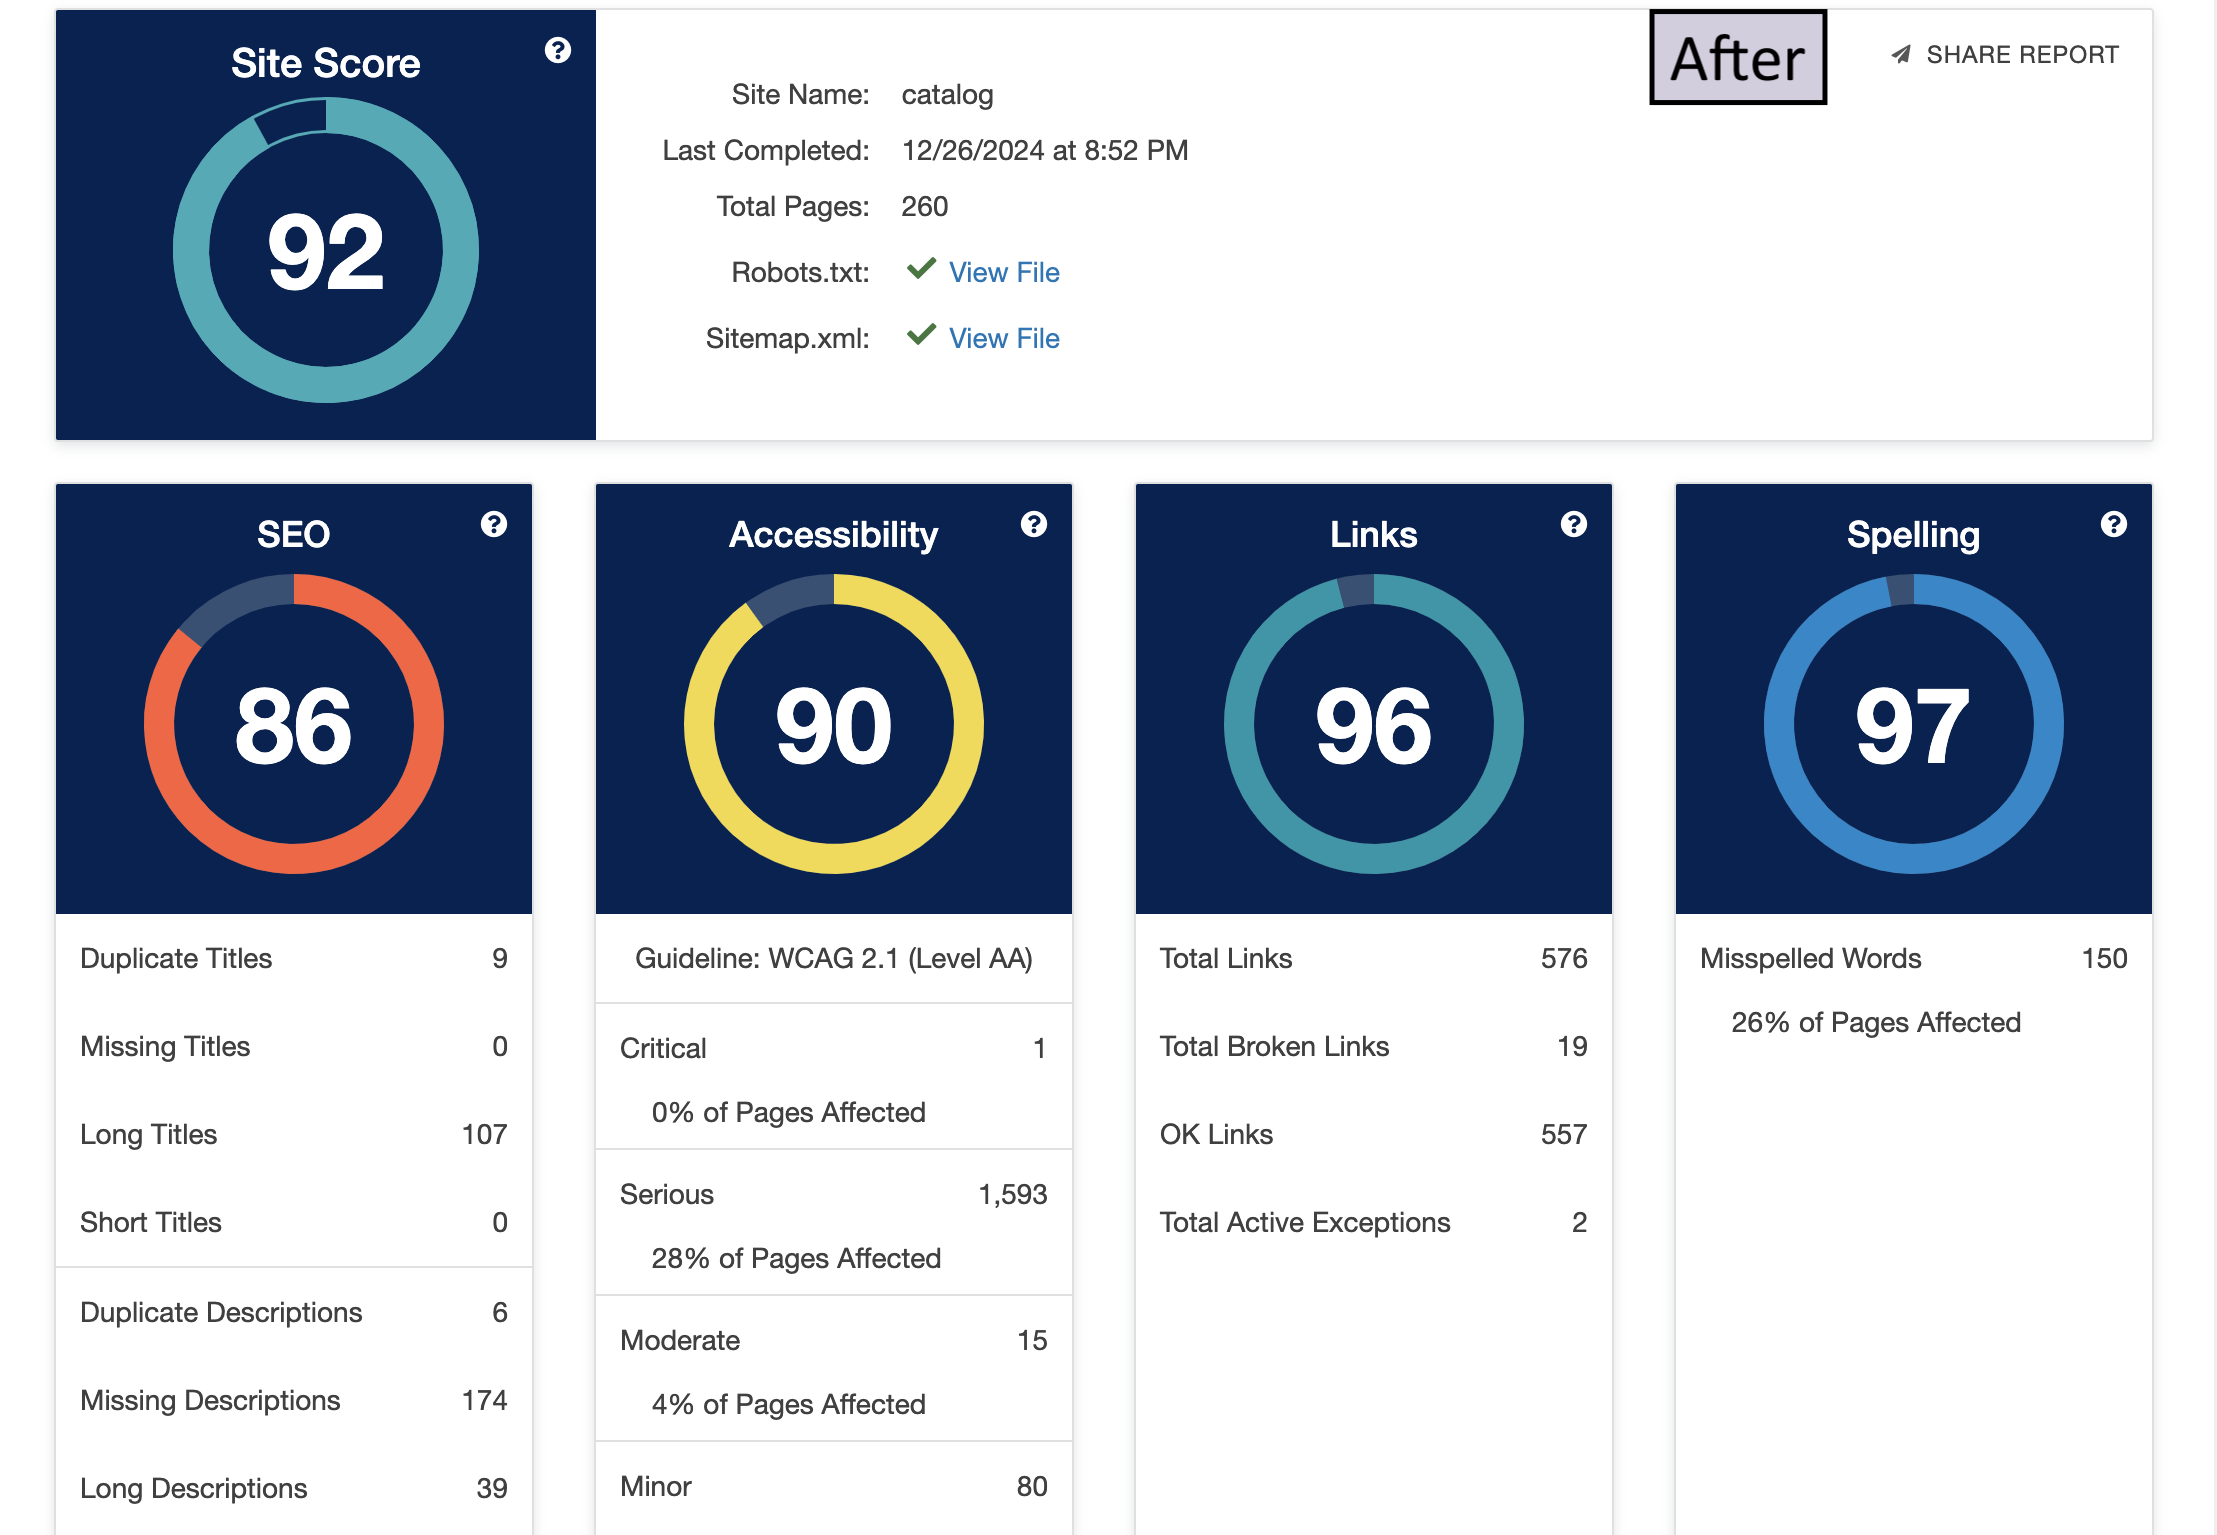 Site Score
92
Site Name: catalog
Last Completed: 12/26/2024 at 8:52 PM
Total Pages: 260
Robots.txt: View File
Sitemap.xml: View File
After
SHARE REPORT
SEO
86
Duplicate Titles 9
Missing Titles 0
Long Titles 107
Short Titles 0
Duplicate Descriptions 6
Missing Descriptions 174
Long Descriptions 39
Accessibility
90
Guideline: WCAG 2.1 (Level AA)
Critical 1
0% of Pages Affected
Serious 1,593
28% of Pages Affected
Moderate 15
4% of Pages Affected
Minor 80
Links
96
Total Links 576
Total Broken Links 19
OK Links 557
Total Active Exceptions 2
Spelling
97
Misspelled Words 150
26% of Pages Affected